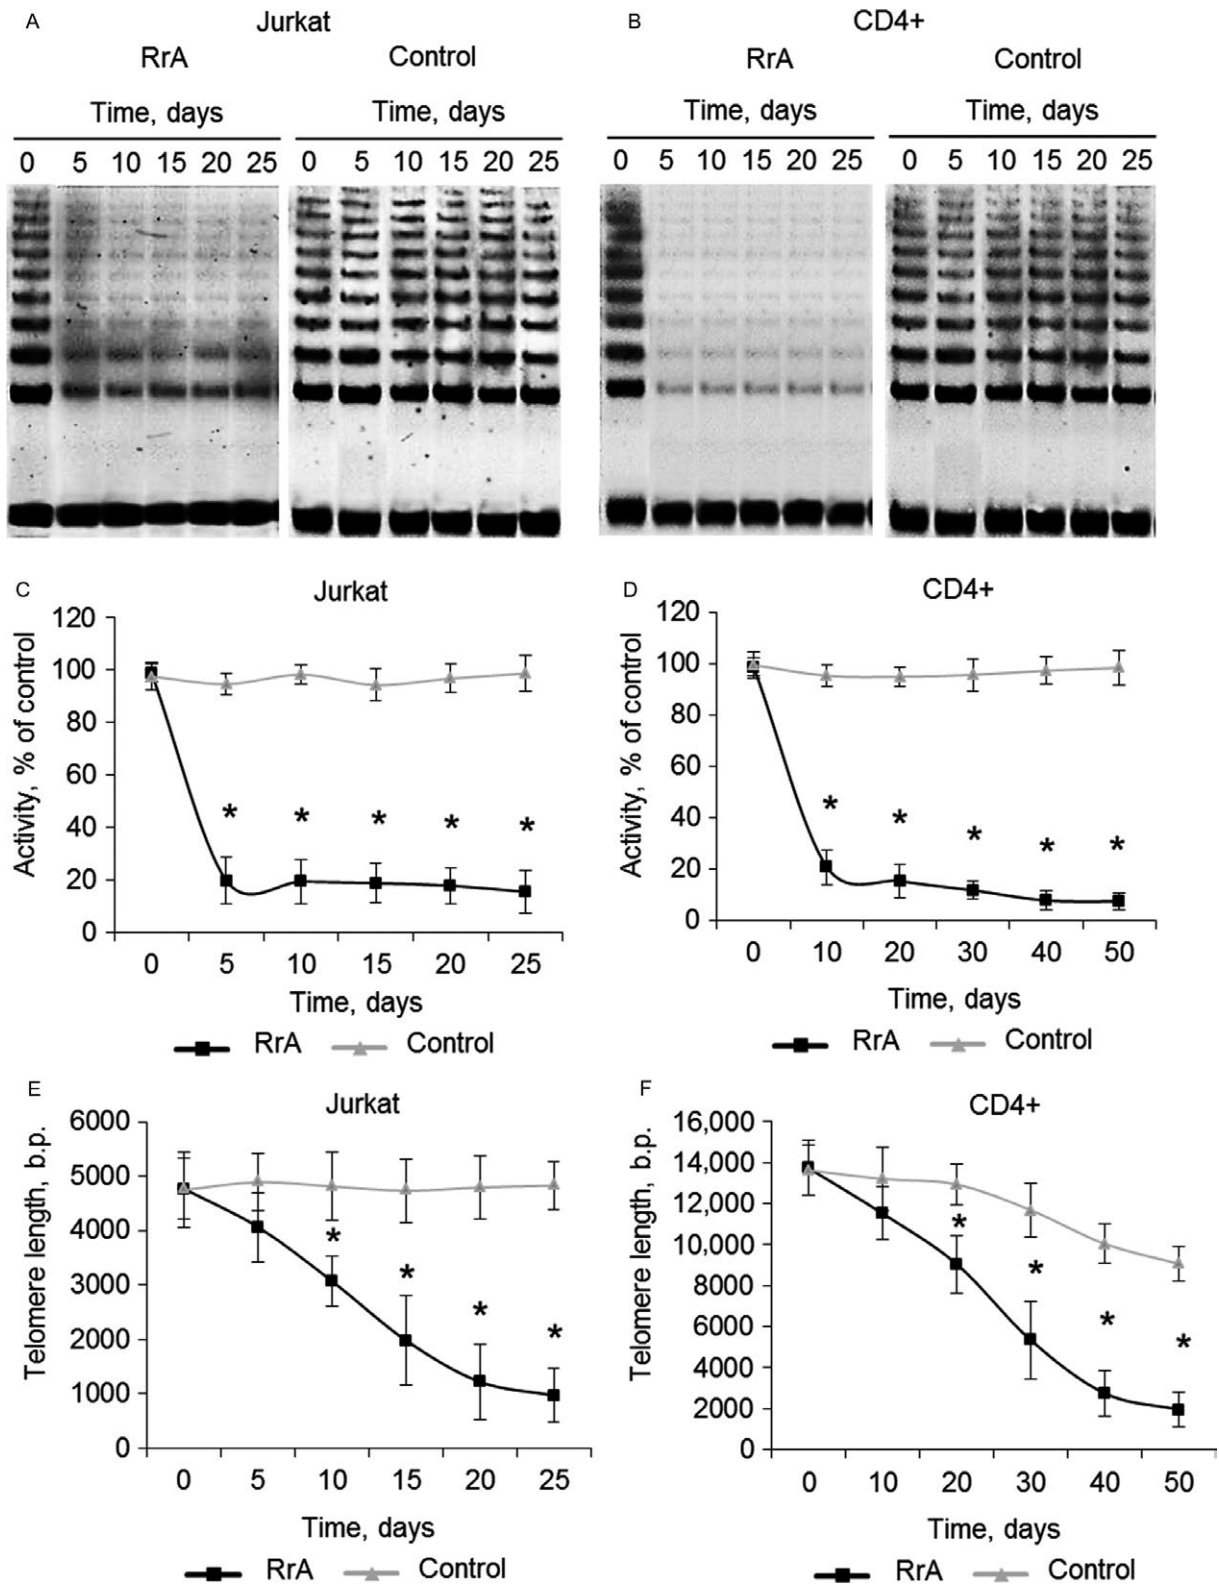 A Jurkat
RrA Control
Time, days Time, days
0 5 10 15 20 25 0 5 10 15 20 25
B CD4+
RrA Control
Time, days Time, days
0 5 10 15 20 25 0 5 10 15 20 25
C Jurkat
Activity, % of control
120
100
80
60
40
20
0
* * * * *
0 5 10 15 20 25
Time, days
RrA Control
D CD4+
Activity, % of control
120
100
80
60
40
20
0
* * * * *
0 10 20 30 40 50
Time, days
RrA Control
E Jurkat
Telomere length, b.p.
6000
5000
4000
3000
2000
1000
0
* * * *
0 5 10 15 20 25
Time, days
RrA Control
F CD4+
Telomere length, b.p.
16,000
14,000
12,000
10,000
8000
6000
4000
2000
0
* * * *
0 10 20 30 40 50
Time, days
RrA Control